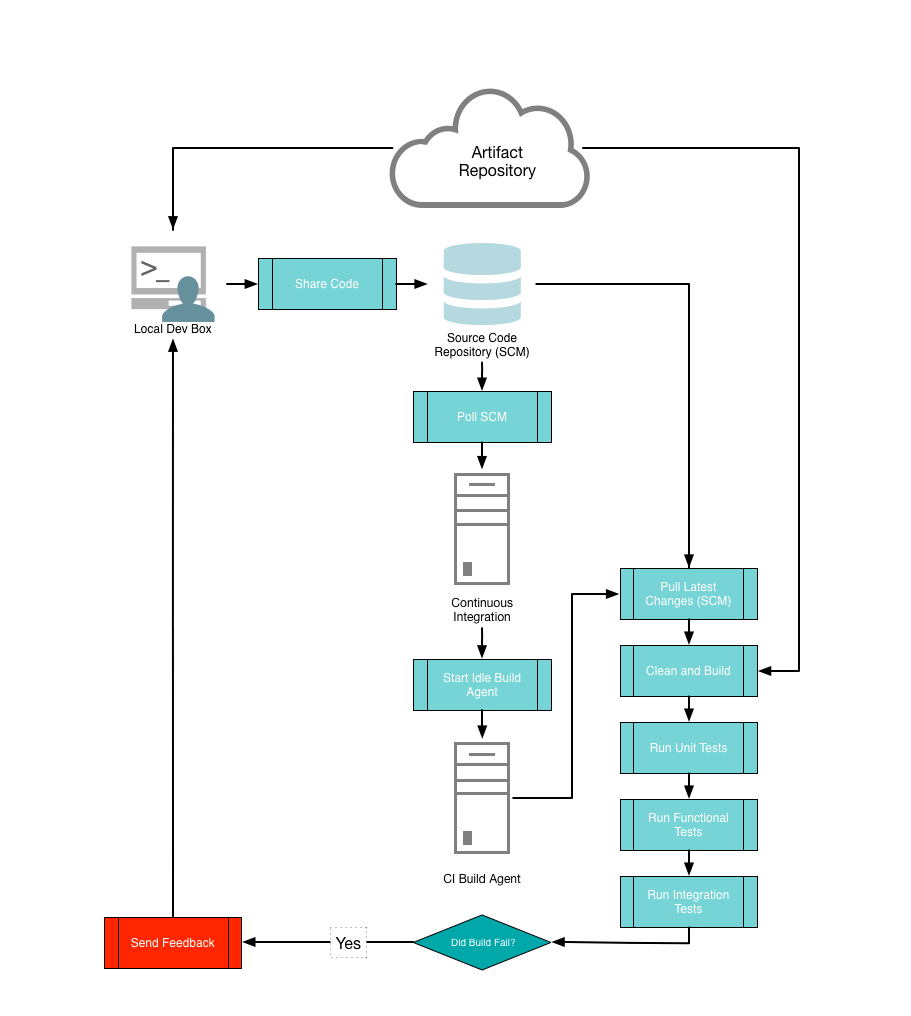 Artifact
Repository
>_
Share Code
Local Dev Box
Source Code
Repository (SCM)
Poll SCM
Continuous
Integration
Pull Latest
Changes (SCM)
Start Idle Build
Agent
Clean and Build
Run Unit Tests
Run Functional
Tests
CI Build Agent
Run Integration
Tests
Send Feedback
Yes
Did Build Fail?